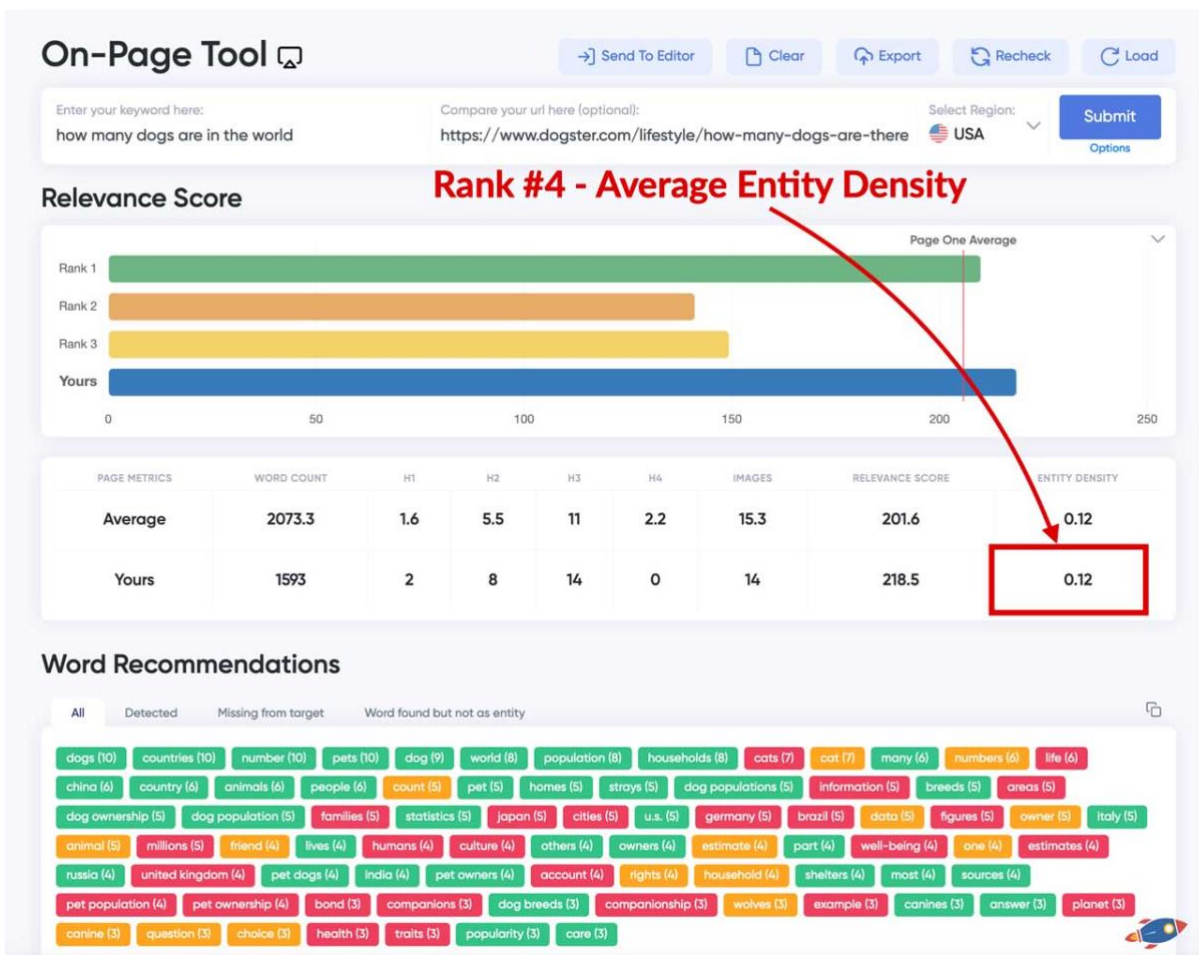 On-Page Tool
Send To Editor
Clear
Export
Recheck
Load
Enter your keyword here:
how many dogs are in the world
Compare your url here (optional):
https://www.dogster.com/lifestyle/how-many-dogs-are-there
Select Region:
USA
Submit
Options
Relevance Score
Rank #4 - Average Entity Density
Page One Average
Rank 1
Rank 2
Rank 3
Yours
0 50 100 150 200 250
PAGE METRICS WORD COUNT H1 H2 H3 H4 IMAGES RELEVANCE SCORE ENTITY DENSITY
Average 2073.3 1.6 5.5 11 2.2 15.3 201.6 0.12
Yours 1593 2 8 14 0 14 218.5 0.12
Word Recommendations
All Detected Missing from target Word found but not as entity
dogs (10) countries (10) number (10) pets (10) dog (9) world (8) population (8) households (8) cats (7) cat (7) many (6) numbers (6) life (6)
china (6) country (6) animals (6) people (6) count (5) pet (5) homes (5) strays (5) dog populations (5) information (5) breeds (5) areas (5)
dog ownership (5) dog population (5) families (5) statistics (5) japan (5) cities (5) u.s. (5) germany (5) brazil (5) data (5) figures (5) owner (5) italy (5)
animal (5) millions (5) friend (4) lives (4) humans (4) culture (4) others (4) owners (4) estimate (4) part (4) well-being (4) one (4) estimates (4)
russia (4) united kingdom (4) pet dogs (4) india (4) pet owners (4) account (4) rights (4) household (4) shelters (4) most (4) sources (4)
pet population (4) pet ownership (4) bond (3) companions (3) dog breeds (3) companionship (3) wolves (3) example (3) canines (3) answer (3) planet (3)
canine (3) question (3) choice (3) health (3) traits (3) popularity (3) care (3)